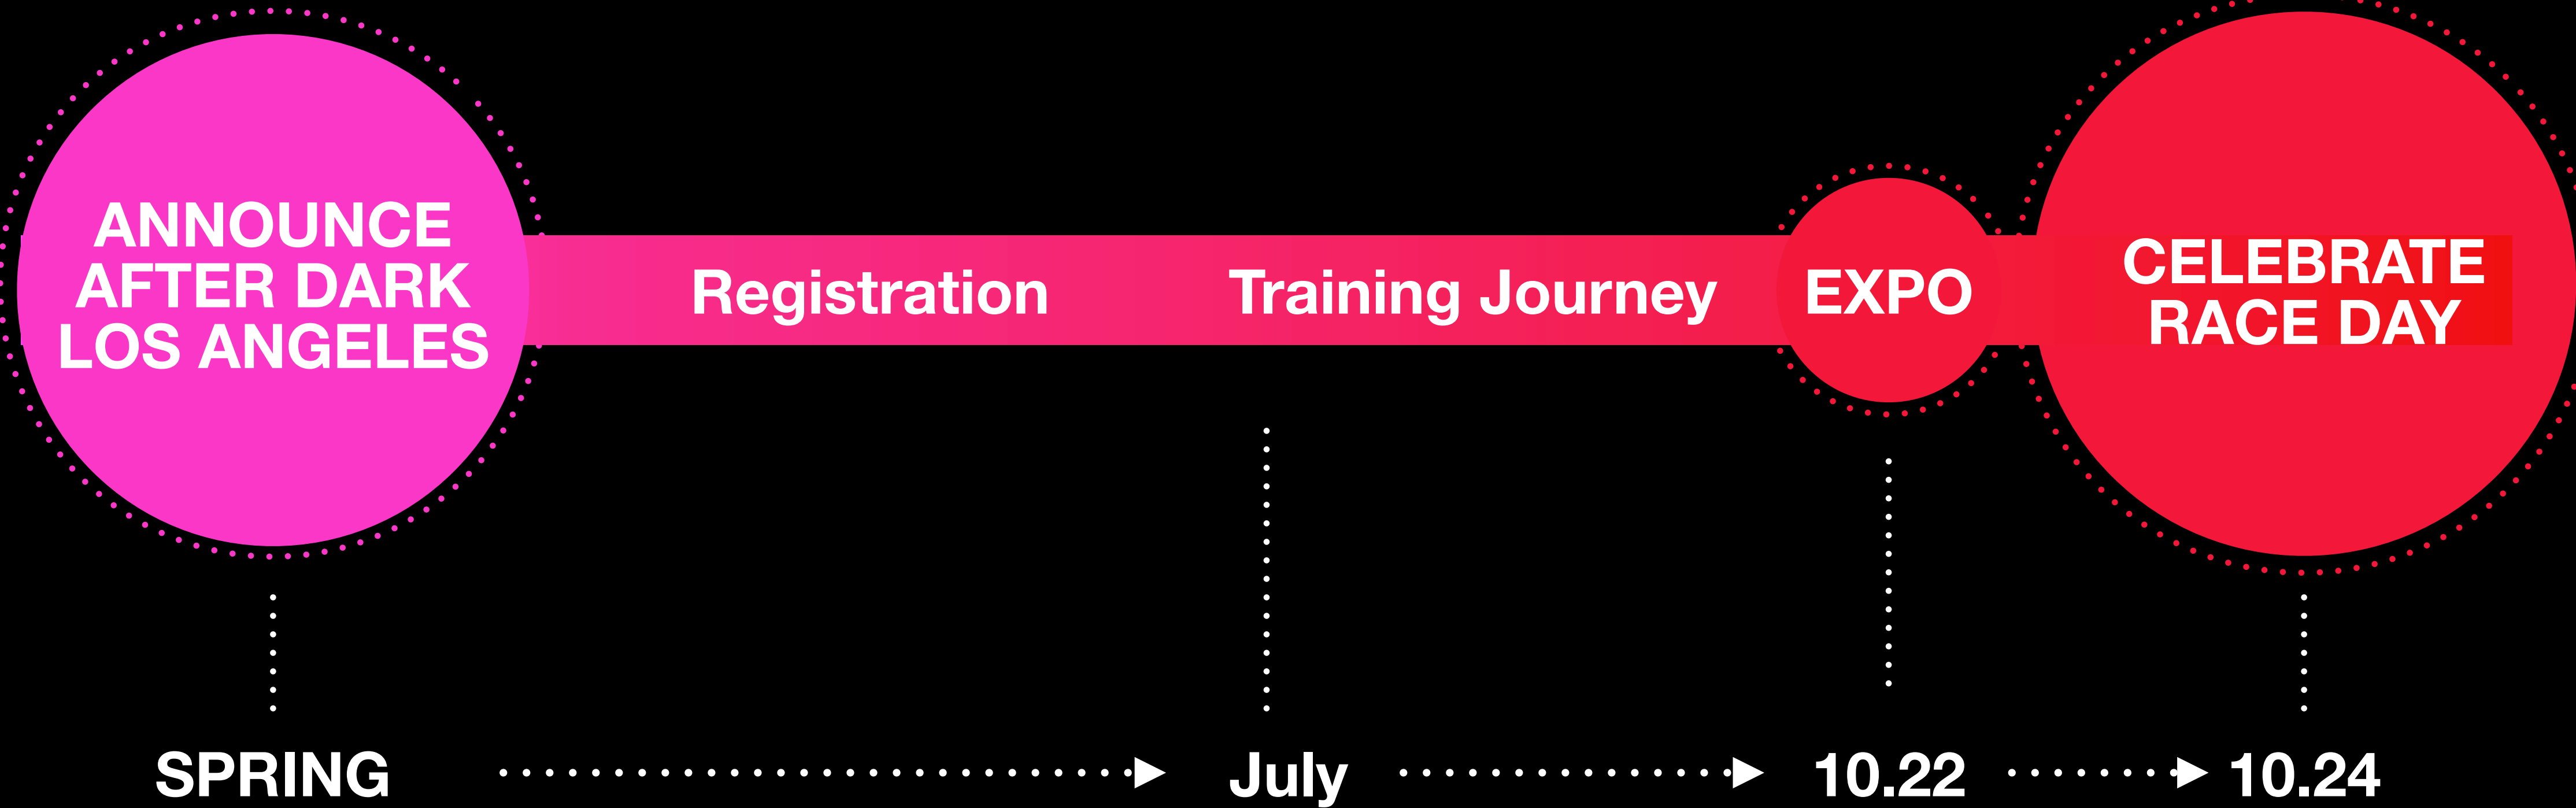 ANNOUNCE
AFTER DARK
LOS ANGELES
Registration
Training Journey
EXPO
CELEBRATE
RACE DAY
SPRING
July
10.22
10.24